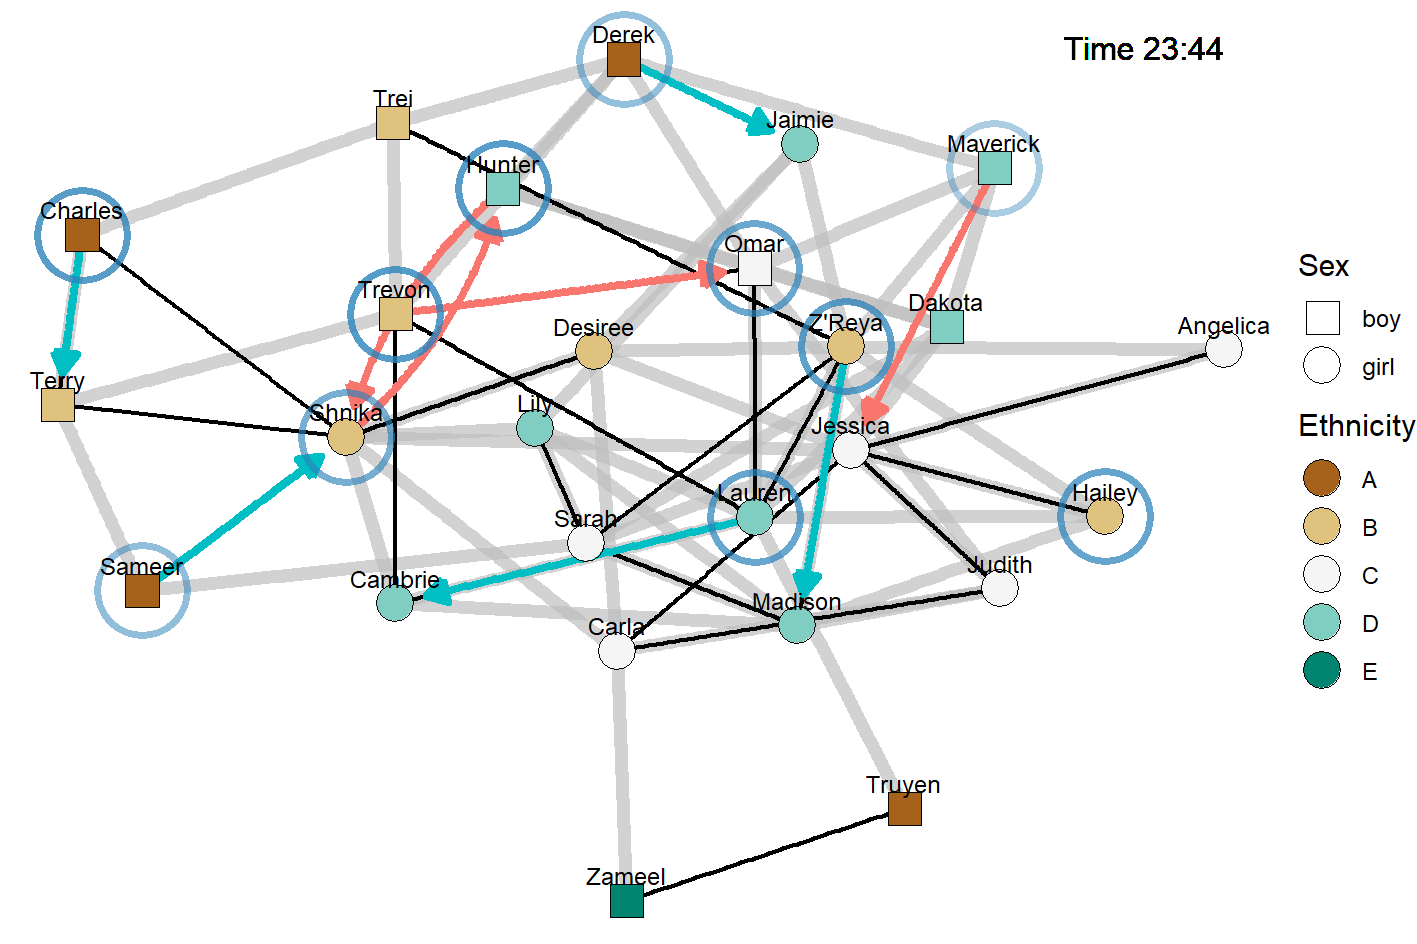 Derek
Time 23:44
Trei
Jaimie
Maverick
Hunter
Charles
Omar
Sex
Trevon
Dakota
Z'Reya
Angelica
boy
Desiree
girl
Terry
Shnika
Lily
Jessica
Ethnicity
A
Lauren
Hailey
Sarah
B
Sameer
Cambrie
Judith
C
Madison
Carla
D
E
Truyen
Zameel